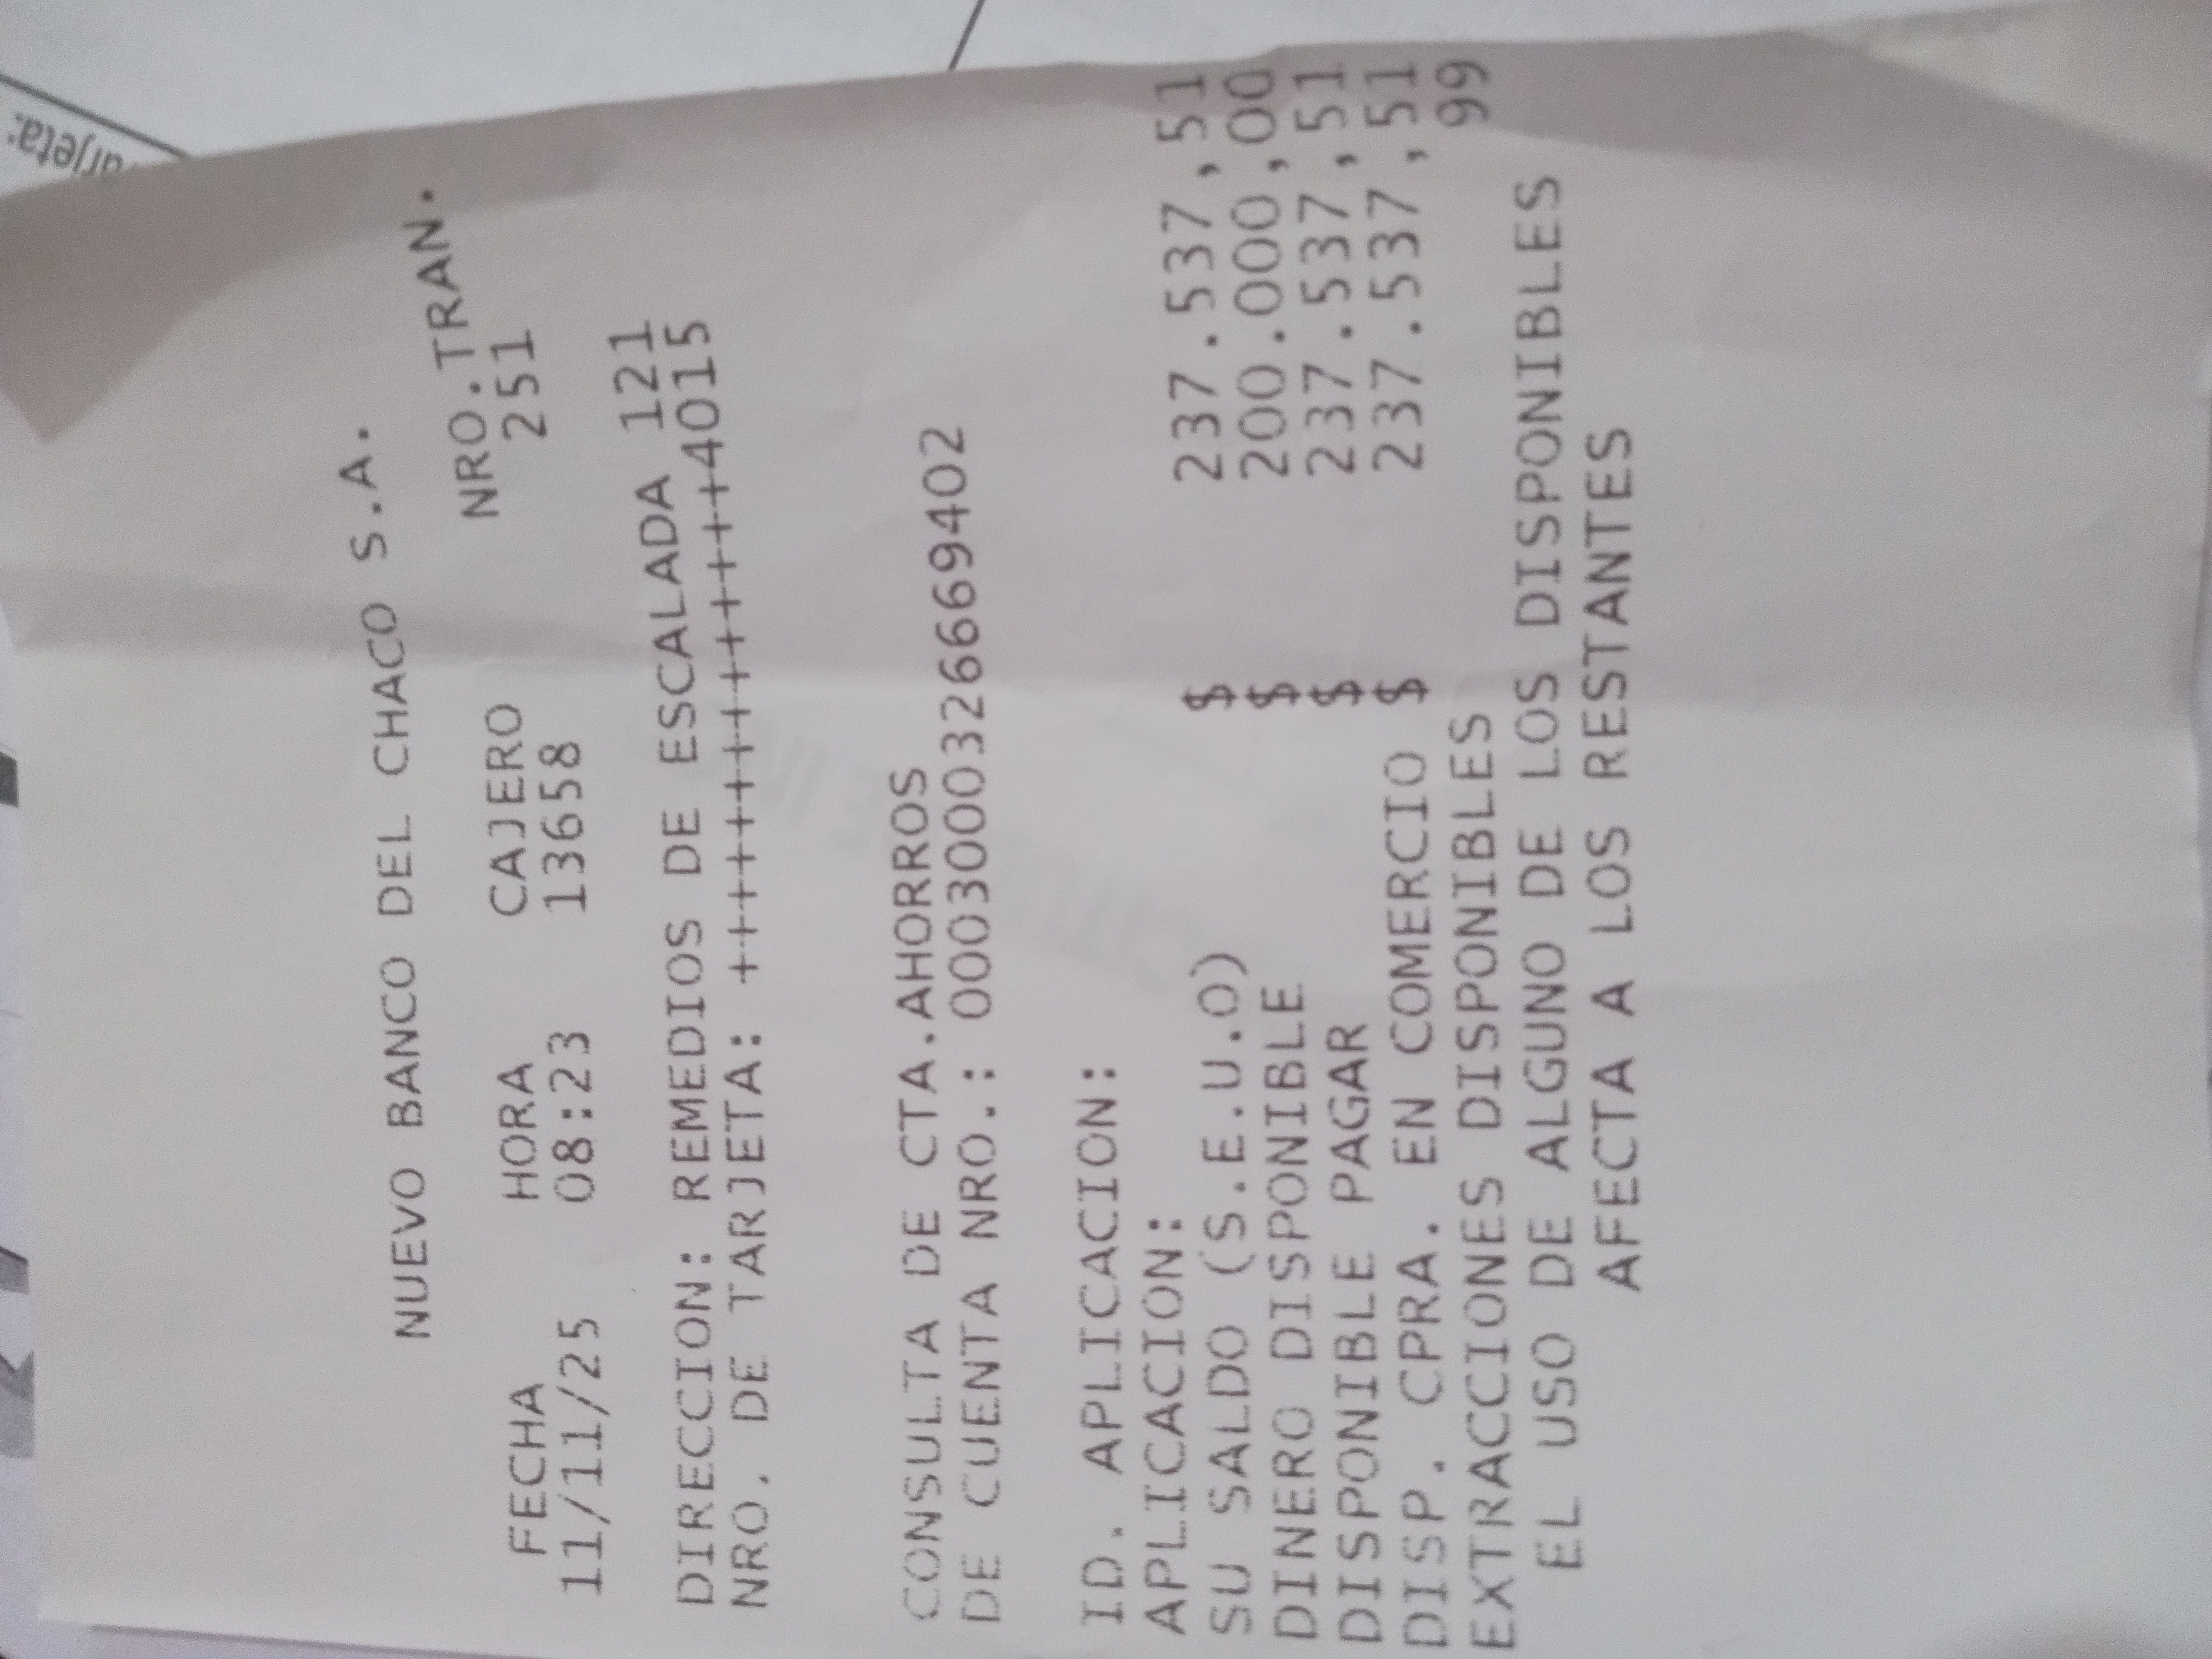 arjeta:
NUEVO BANCO DEL CHACO S.A.
FECHA HORA CAJERO NRO.TRAN.
11/11/25 08:23 13658 251
DIRECCION: REMEDIOS DE ESCALADA 121
NRO. DE TARJETA: ++++++++++++++4015
CONSULTA DE CTA.AHORROS
DE CUENTA NRO.: 000300032666​9402
ID. APLICACION:
APLICACION:
SU SALDO (S.E.U.O) $ 237.537,51
DINERO DISPONIBLE $ 200.000,00
DISPONIBLE PAGAR $ 237.537,51
DISP. CPRA. EN COMERCIO $ 237.537,51
EXTRACCIONES DISPONIBLES 99
EL USO DE ALGUNO DE LOS DISPONIBLES
AFECTA A LOS RESTANTES